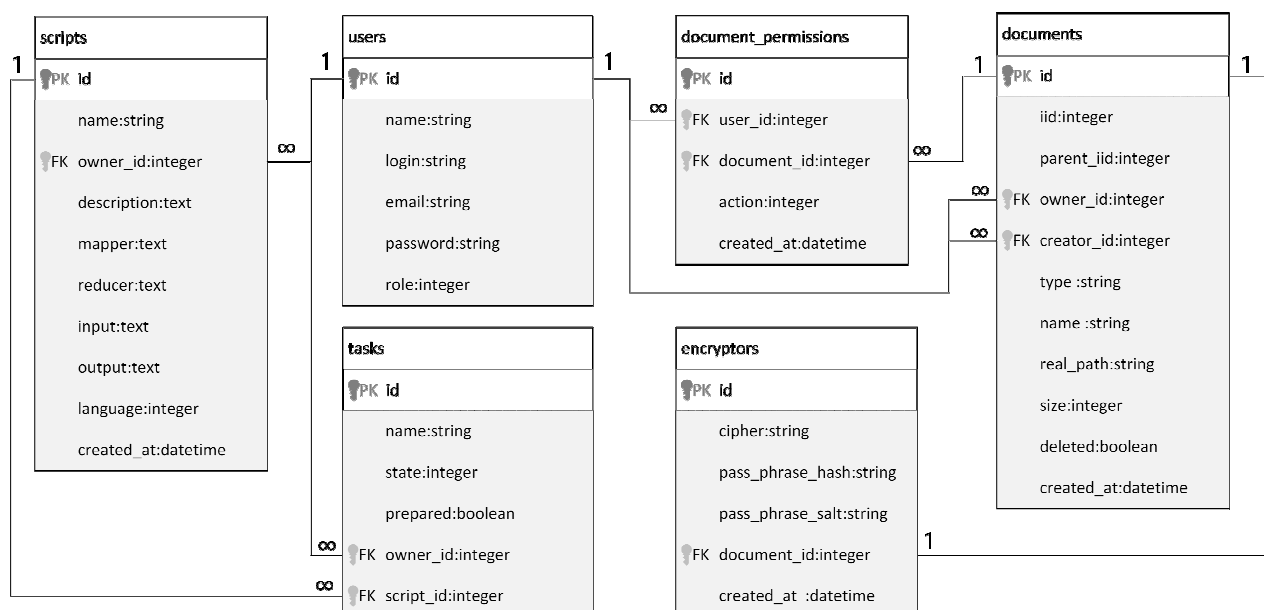 scripts
PK id
name:string
FK owner_id:integer
description:text
mapper:text
reducer:text
input:text
output:text
language:integer
created_at:datetime
users
PK id
name:string
login:string
email:string
password:string
role:integer
document_permissions
PK id
FK user_id:integer
FK document_id:integer
action:integer
created_at:datetime
documents
PK id
iid:integer
parent_iid:integer
FK owner_id:integer
FK creator_id:integer
type :string
name :string
real_path:string
size:integer
deleted:boolean
created_at:datetime
tasks
PK id
name:string
state:integer
prepared:boolean
FK owner_id:integer
FK script_id:integer
encryptors
PK id
cipher:string
pass_phrase_hash:string
pass_phrase_salt:string
FK document_id:integer
created_at :datetime
1
∞
1
1
∞
∞
1
1
∞
∞
∞
∞
1